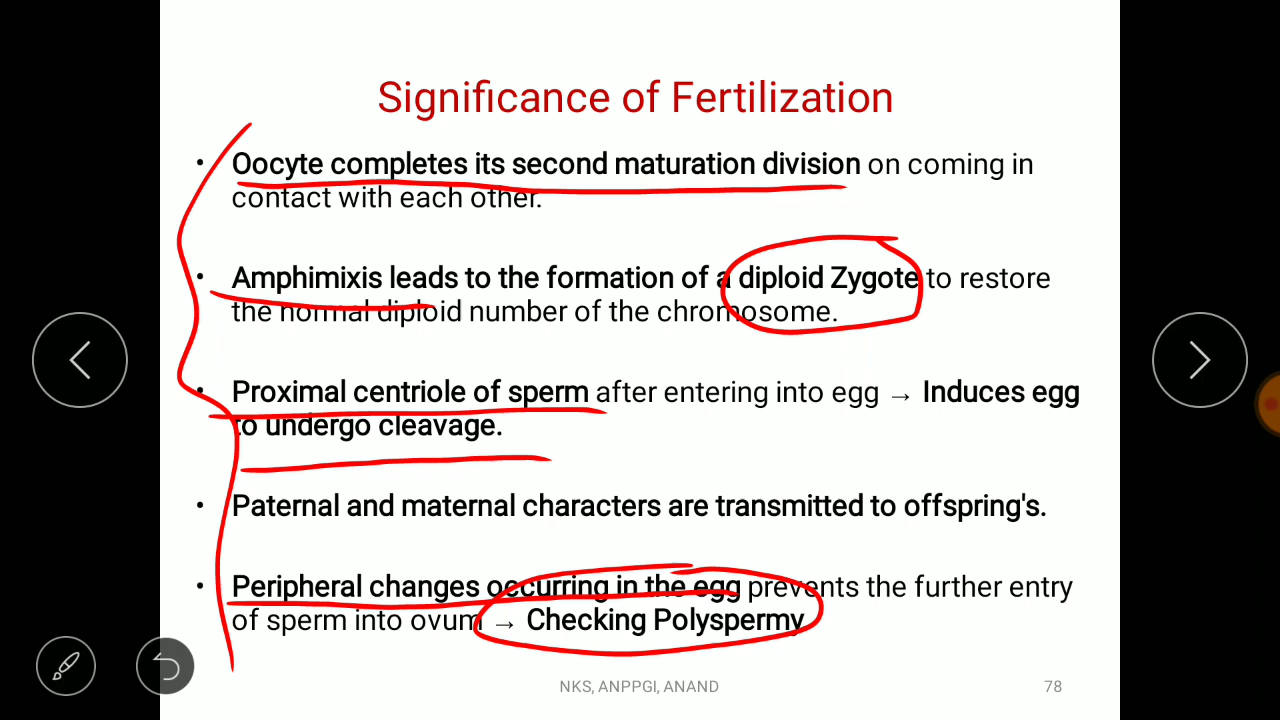 Significance of Fertilization
• Oocyte completes its second maturation division on coming in
contact with each other.
• Amphimixis leads to the formation of a diploid Zygote to restore
the normal diploid number of the chromosome.
• Proximal centriole of sperm after entering into egg → Induces egg
to undergo cleavage.
• Paternal and maternal characters are transmitted to offspring's.
• Peripheral changes occurring in the egg prevents the further entry
of sperm into ovum → Checking Polyspermy
NKS, ANPPGI, ANAND
78